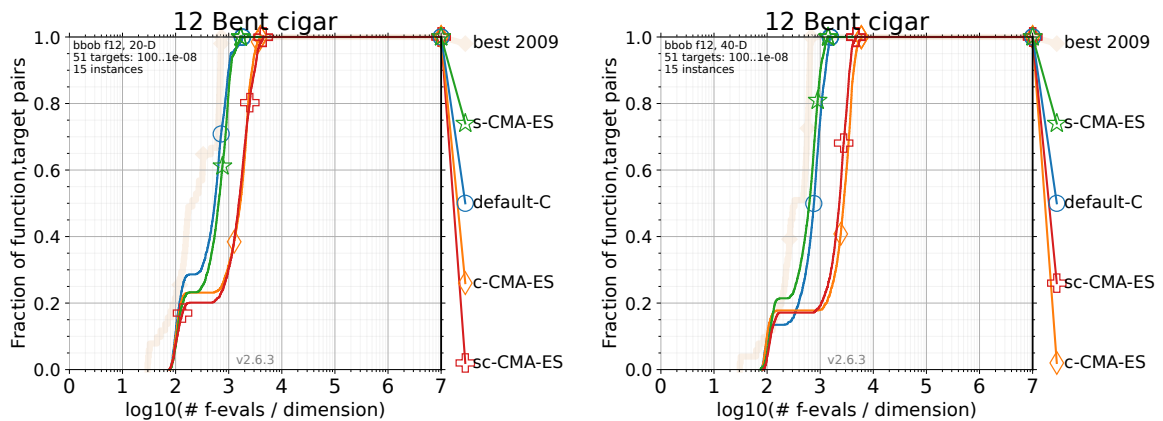 12 Bent cigar
bbob f12, 20-D
51 targets: 100..1e-08
15 instances
Fraction of function,target pairs
1.0
0.8
0.6
0.4
0.2
0.0
0 1 2 3 4 5 6 7
log10(# f-evals / dimension)
v2.6.3
best 2009
s-CMA-ES
default-C
c-CMA-ES
sc-CMA-ES
12 Bent cigar
bbob f12, 40-D
51 targets: 100..1e-08
15 instances
Fraction of function,target pairs
1.0
0.8
0.6
0.4
0.2
0.0
0 1 2 3 4 5 6 7
log10(# f-evals / dimension)
v2.6.3
best 2009
s-CMA-ES
default-C
sc-CMA-ES
c-CMA-ES